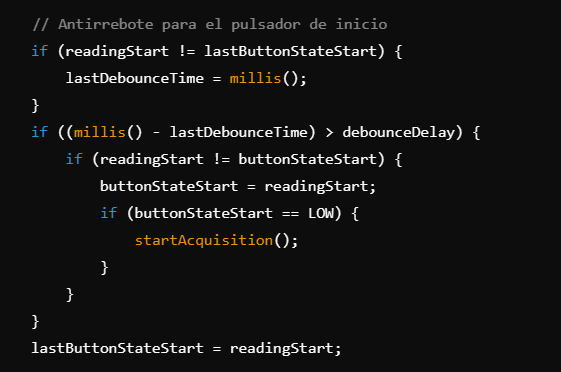 // Antirrebote para el pulsador de inicio
if (readingStart != lastButtonStateStart) {
    lastDebounceTime = millis();
}
if ((millis() - lastDebounceTime) > debounceDelay) {
    if (readingStart != buttonStateStart) {
        buttonStateStart = readingStart;
        if (buttonStateStart == LOW) {
            startAcquisition();
        }
    }
}
lastButtonStateStart = readingStart;